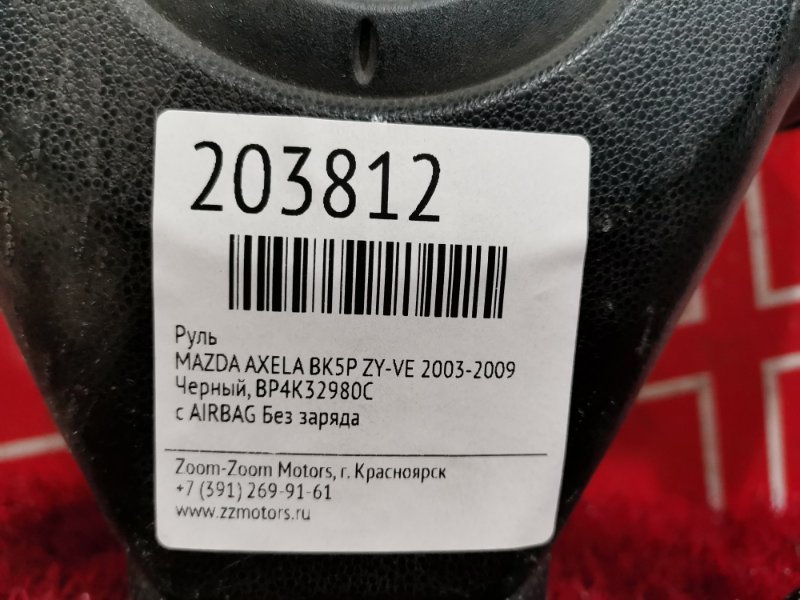 203812
Руль
MAZDA AXELA BK5P ZY-VE 2003-2009
Черный, BP4K32980C
с AIRBAG Без заряда
Zoom-Zoom Motors, г. Красноярск
+7 (391) 269-91-61
www.zzmotors.ru